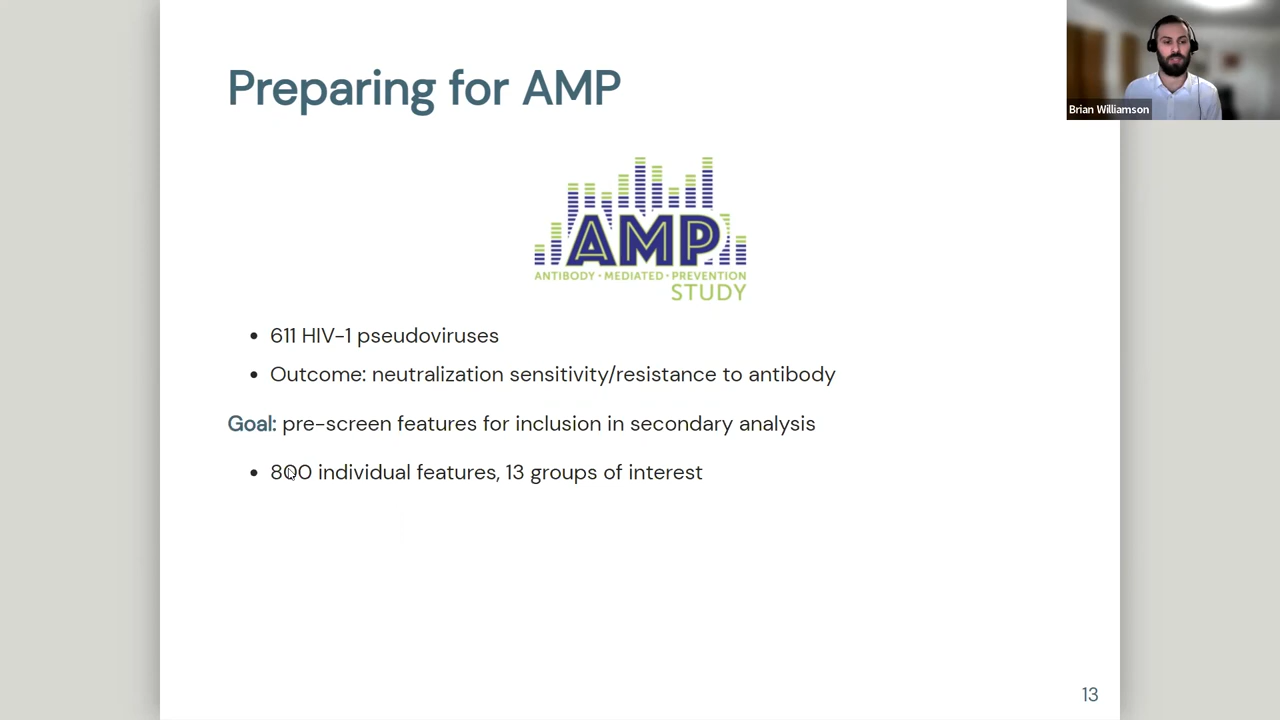 Preparing for AMP
Brian Williamson
AMP
ANTIBODY • MEDIATED • PREVENTION
STUDY
• 611 HIV-1 pseudoviruses
• Outcome: neutralization sensitivity/resistance to antibody
Goal: pre-screen features for inclusion in secondary analysis
• 800 individual features, 13 groups of interest
13